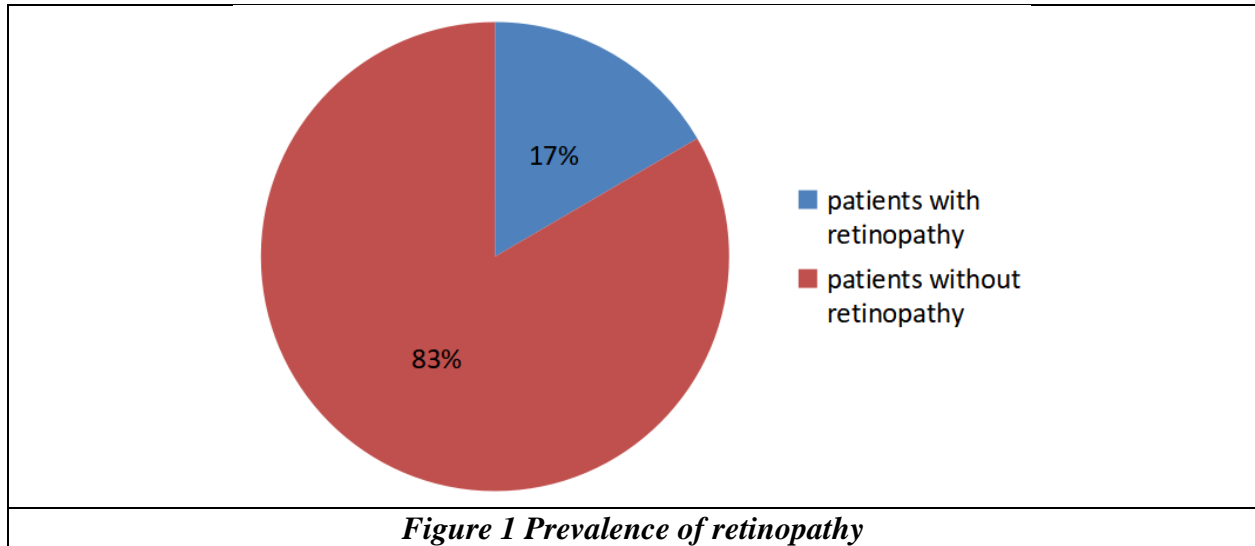 17%
83%
patients with
retinopathy
patients without
retinopathy
Figure 1 Prevalence of retinopathy